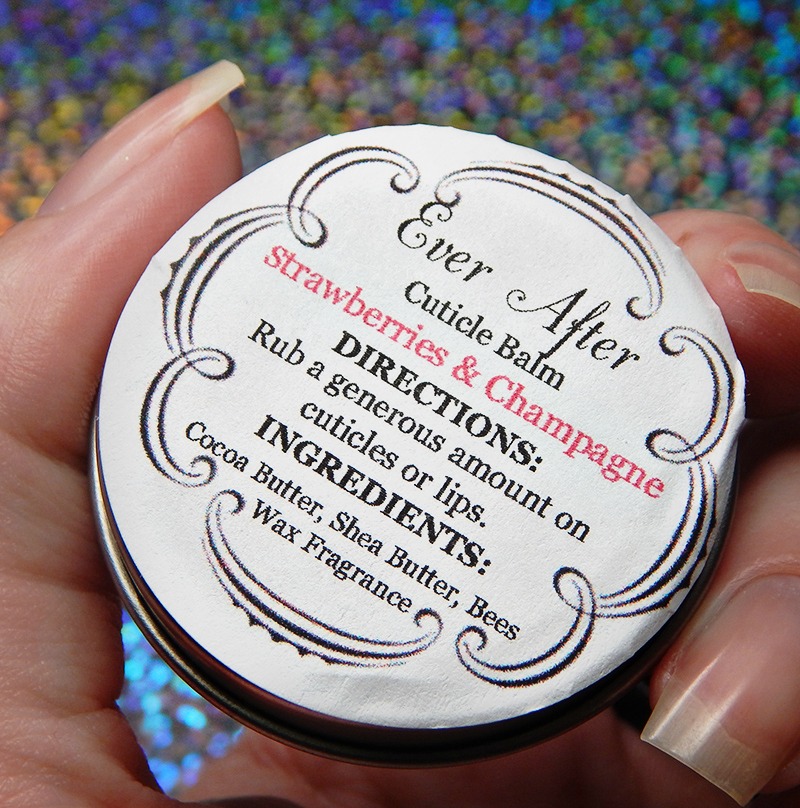 Ever After
Cuticle Balm
Strawberries & Champagne
DIRECTIONS:
Rub a generous amount on
cuticles or lips.
INGREDIENTS:
Cocoa Butter, Shea Butter, Bees
Wax Fragrance